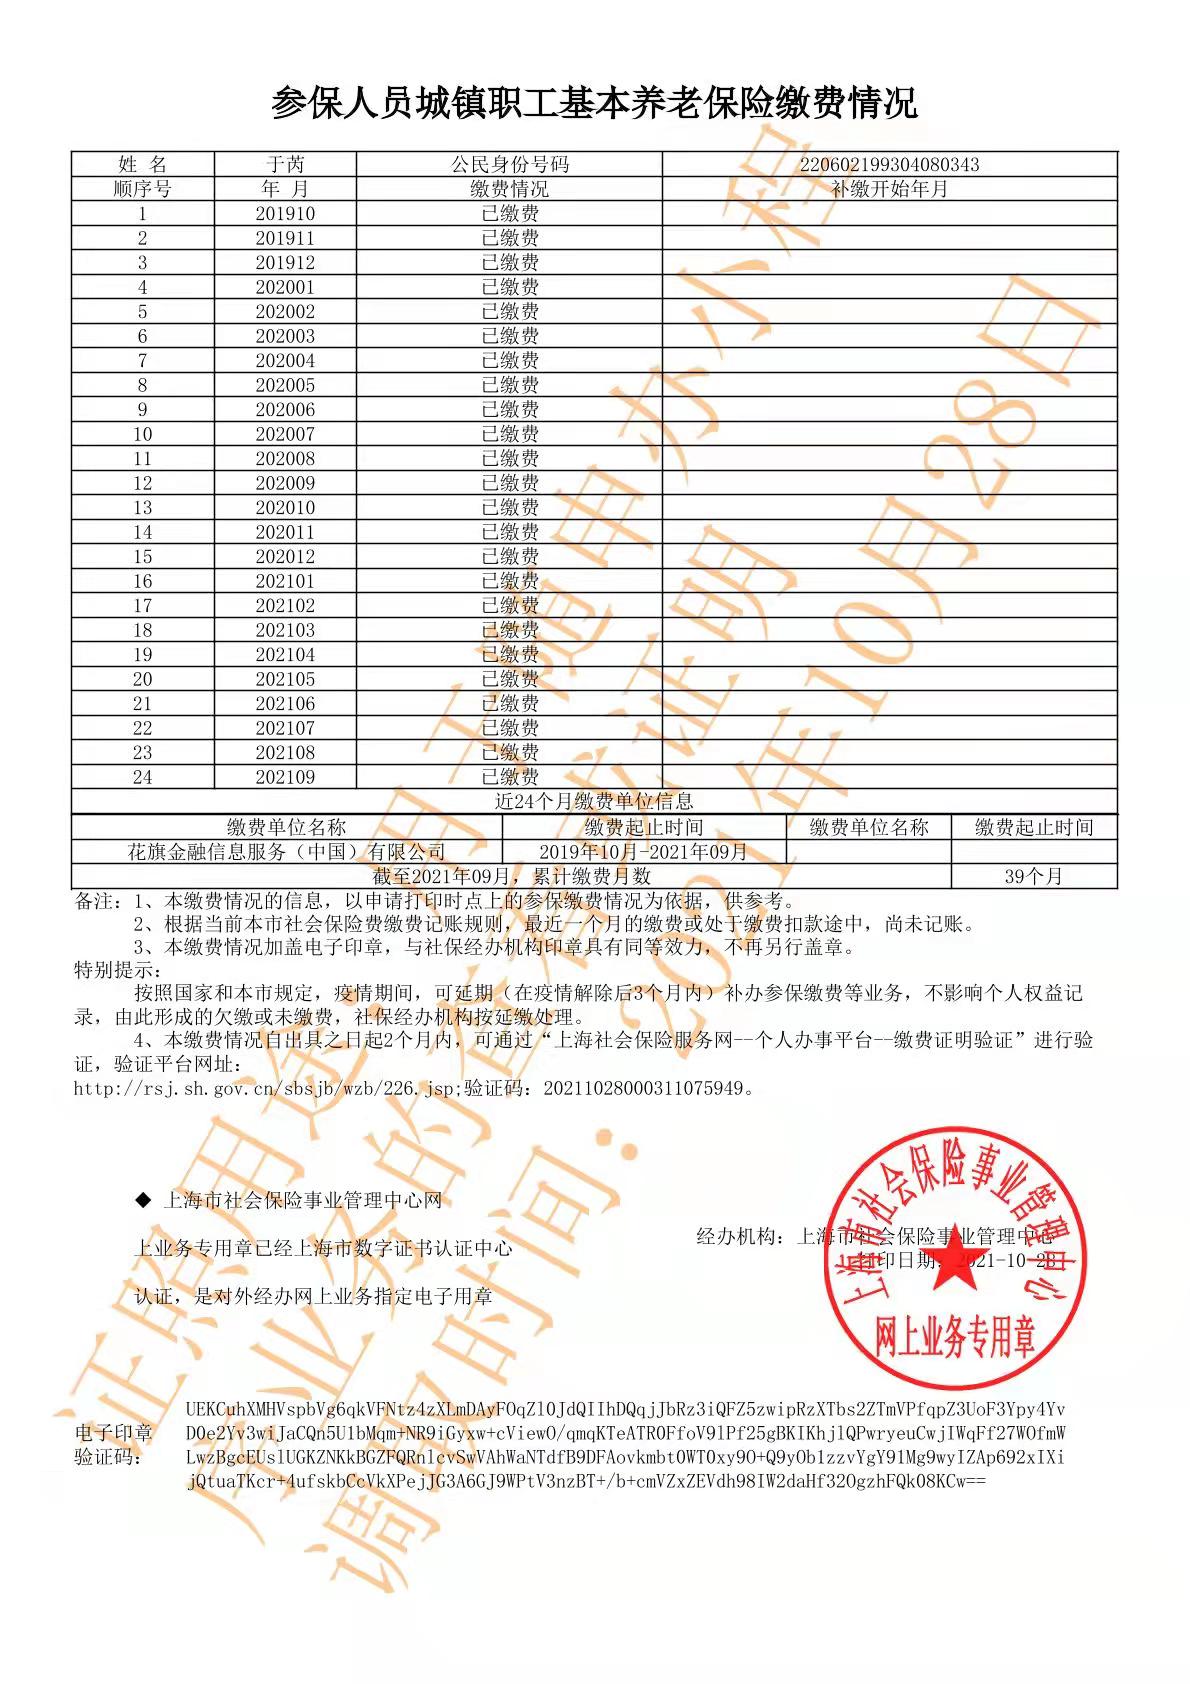 参保人员城镇职工基本养老保险缴费情况
姓 名 于芮 公民身份号码 220602199304080343
顺序号 年 月 缴费情况 补缴开始年月
1 201910 已缴费
2 201911 已缴费
3 201912 已缴费
4 202001 已缴费
5 202002 已缴费
6 202003 已缴费
7 202004 已缴费
8 202005 已缴费
9 202006 已缴费
10 202007 已缴费
11 202008 已缴费
12 202009 已缴费
13 202010 已缴费
14 202011 已缴费
15 202012 已缴费
16 202101 已缴费
17 202102 已缴费
18 202103 已缴费
19 202104 已缴费
20 202105 已缴费
21 202106 已缴费
22 202107 已缴费
23 202108 已缴费
24 202109 已缴费
近24个月缴费单位信息
缴费单位名称 缴费起止时间 缴费单位名称 缴费起止时间
花旗金融信息服务（中国）有限公司 2019年10月-2021年09月
截至2021年09月，累计缴费月数 39个月
备注：1、本缴费情况的信息，以申请打印时点上的参保缴费情况为依据，供参考。
2、根据当前本市社会保险费缴费记账规则，最近一个月的缴费或处于缴费扣款途中，尚未记账。
3、本缴费情况加盖电子印章，与社保经办机构印章具有同等效力，不再另行盖章。
特别提示：
按照国家和本市规定，疫情期间，可延期（在疫情解除后3个月内）补办参保缴费等业务，不影响个人权益记
录，由此形成的欠缴或未缴费，社保经办机构按延缴处理。
4、本缴费情况自出具之日起2个月内，可通过“上海社会保险服务网--个人办事平台--缴费证明验证”进行验
证，验证平台网址：
http://rsj.sh.gov.cn/sbsjb/wzb/226.jsp;验证码：20211028000311075949。
◆ 上海市社会保险事业管理中心网
上业务专用章已经上海市数字证书认证中心
认证，是对外经办网上业务指定电子用章
经办机构：上海市社会保险事业管理中心
打印日期：2021-10-28
上海市社会保险事业管理中心
网上业务专用章
电子印章
验证码：
UEKCuhXMHVspbVg6qkVFNtz4zXLmDAyFOqZl0JdQIIhDQqjJbRz3iQFZ5zwipRzXTbs2ZTmVPfqpZ3UoF3Ypy4Yv
D0e2Yv3wiJaCQn5U1bMqm+NR9iGyxw+cViewO/qmqKTeATROFfoV9lPf25gBKIKhjlQPwryeuCwjIWqFf27WOfmW
LwzBgcEUslUGKZNKkBGZFQRnlcvSwVAhWaNTdfB9DFAovkmbt0WT0xy9O+Q9yOb1zzvYgY91Mg9wyIZAp692xIXi
jQtuaTKcr+4ufskbCcVkXPejJG3A6GJ9WPtV3nzBT+/b+cmVZxZEVdh98IW2daHf32OgzhFQk08KCw==
证照用途：用于随申办小程
序业务的查看或证明
调取时间：2021年10月28日